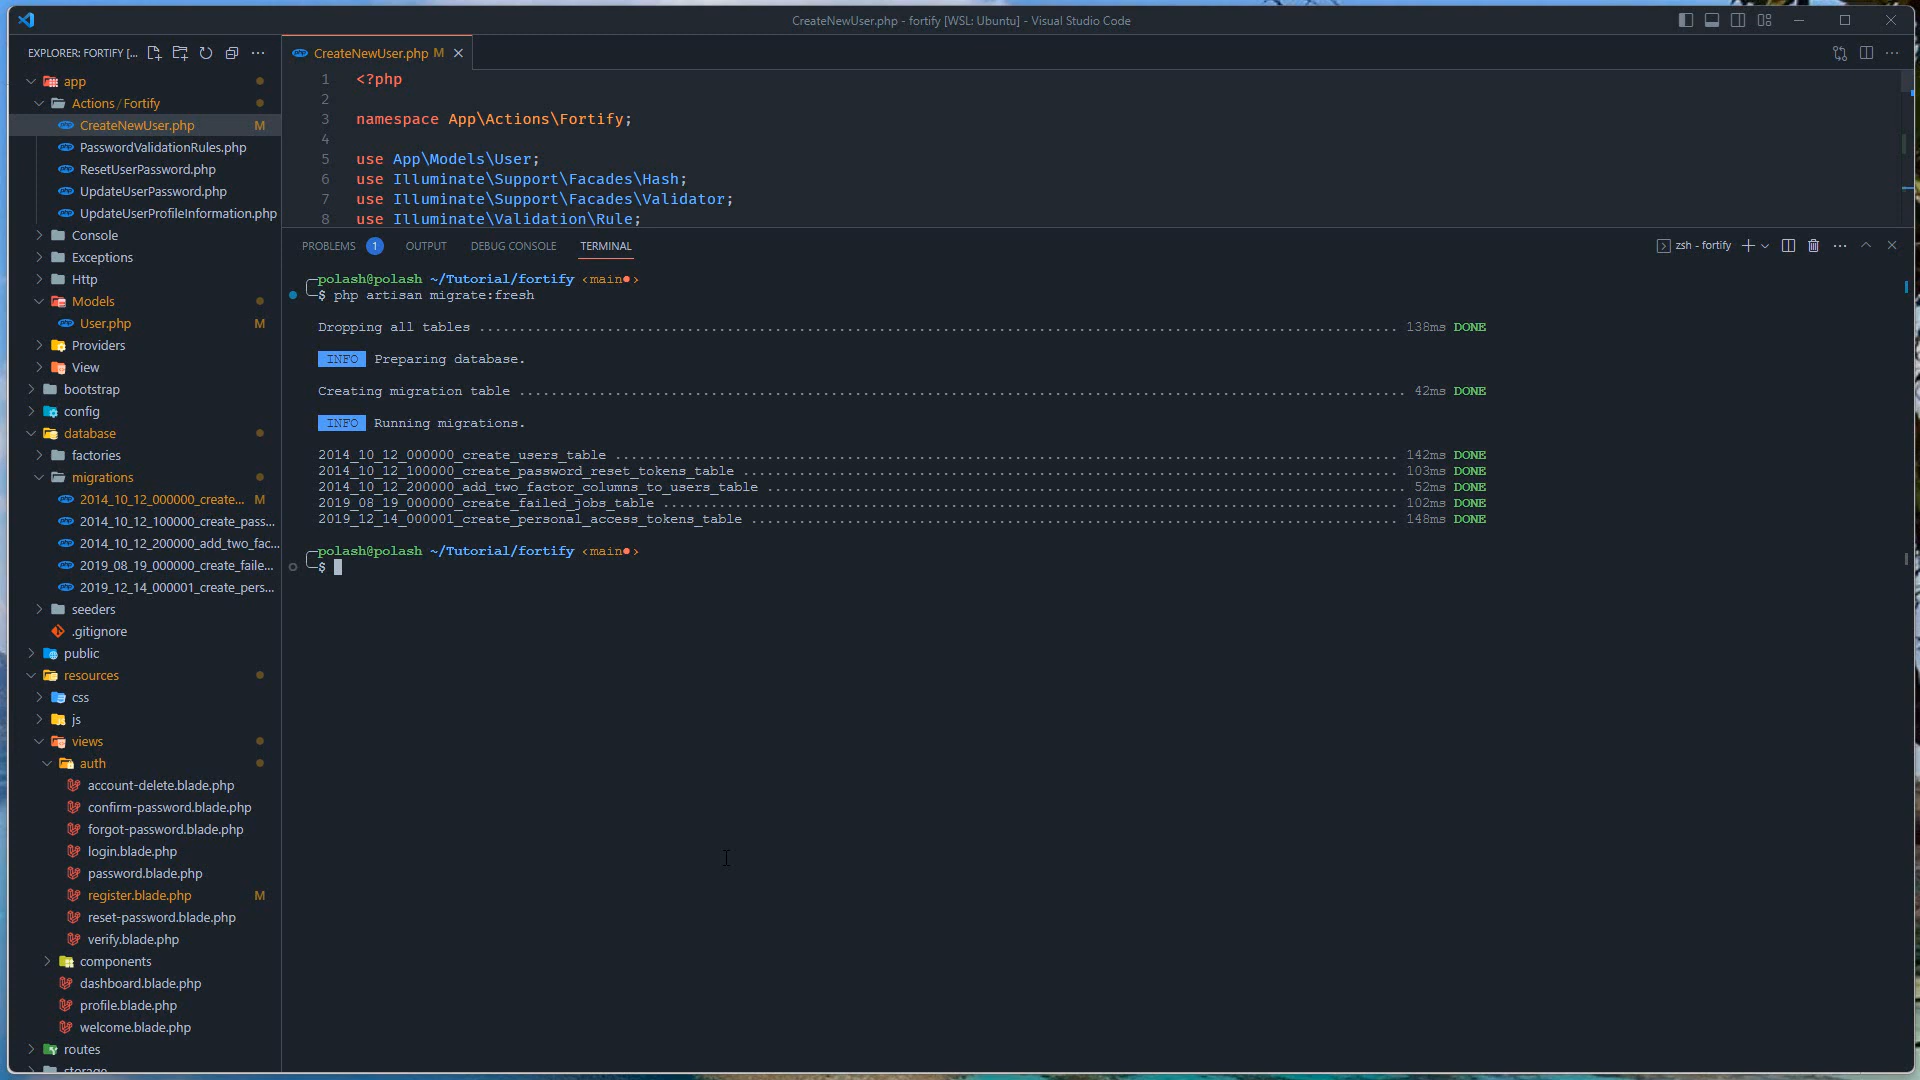 CreateNewUser.php - fortify [WSL: Ubuntu] - Visual Studio Code
EXPLORER: FORTIFY [...
app
Actions / Fortify
CreateNewUser.php M
PasswordValidationRules.php
ResetUserPassword.php
UpdateUserPassword.php
UpdateUserProfileInformation.php
Console
Exceptions
Http
Models
User.php M
Providers
View
bootstrap
config
database
factories
migrations
2014_10_12_000000_create... M
2014_10_12_100000_create_pass...
2014_10_12_200000_add_two_fac...
2019_08_19_000000_create_faile...
2019_12_14_000001_create_pers...
seeders
.gitignore
public
resources
css
js
views
auth
account-delete.blade.php
confirm-password.blade.php
forgot-password.blade.php
login.blade.php
password.blade.php
register.blade.php M
reset-password.blade.php
verify.blade.php
components
dashboard.blade.php
profile.blade.php
welcome.blade.php
routes
storage
CreateNewUser.php M
1 <?php
2
3 namespace App\Actions\Fortify;
4
5 use App\Models\User;
6 use Illuminate\Support\Facades\Hash;
7 use Illuminate\Support\Facades\Validator;
8 use Illuminate\Validation\Rule;
PROBLEMS 1 OUTPUT DEBUG CONSOLE TERMINAL zsh - fortify
polash@polash ~/Tutorial/fortify ‹main●›
$ php artisan migrate:fresh
Dropping all tables ........ 138ms DONE
INFO Preparing database.
Creating migration table ........ 42ms DONE
INFO Running migrations.
2014_10_12_000000_create_users_table ........ 142ms DONE
2014_10_12_100000_create_password_reset_tokens_table ........ 103ms DONE
2014_10_12_200000_add_two_factor_columns_to_users_table ........ 52ms DONE
2019_08_19_000000_create_failed_jobs_table ........ 102ms DONE
2019_12_14_000001_create_personal_access_tokens_table ........ 148ms DONE
polash@polash ~/Tutorial/fortify ‹main●›
$